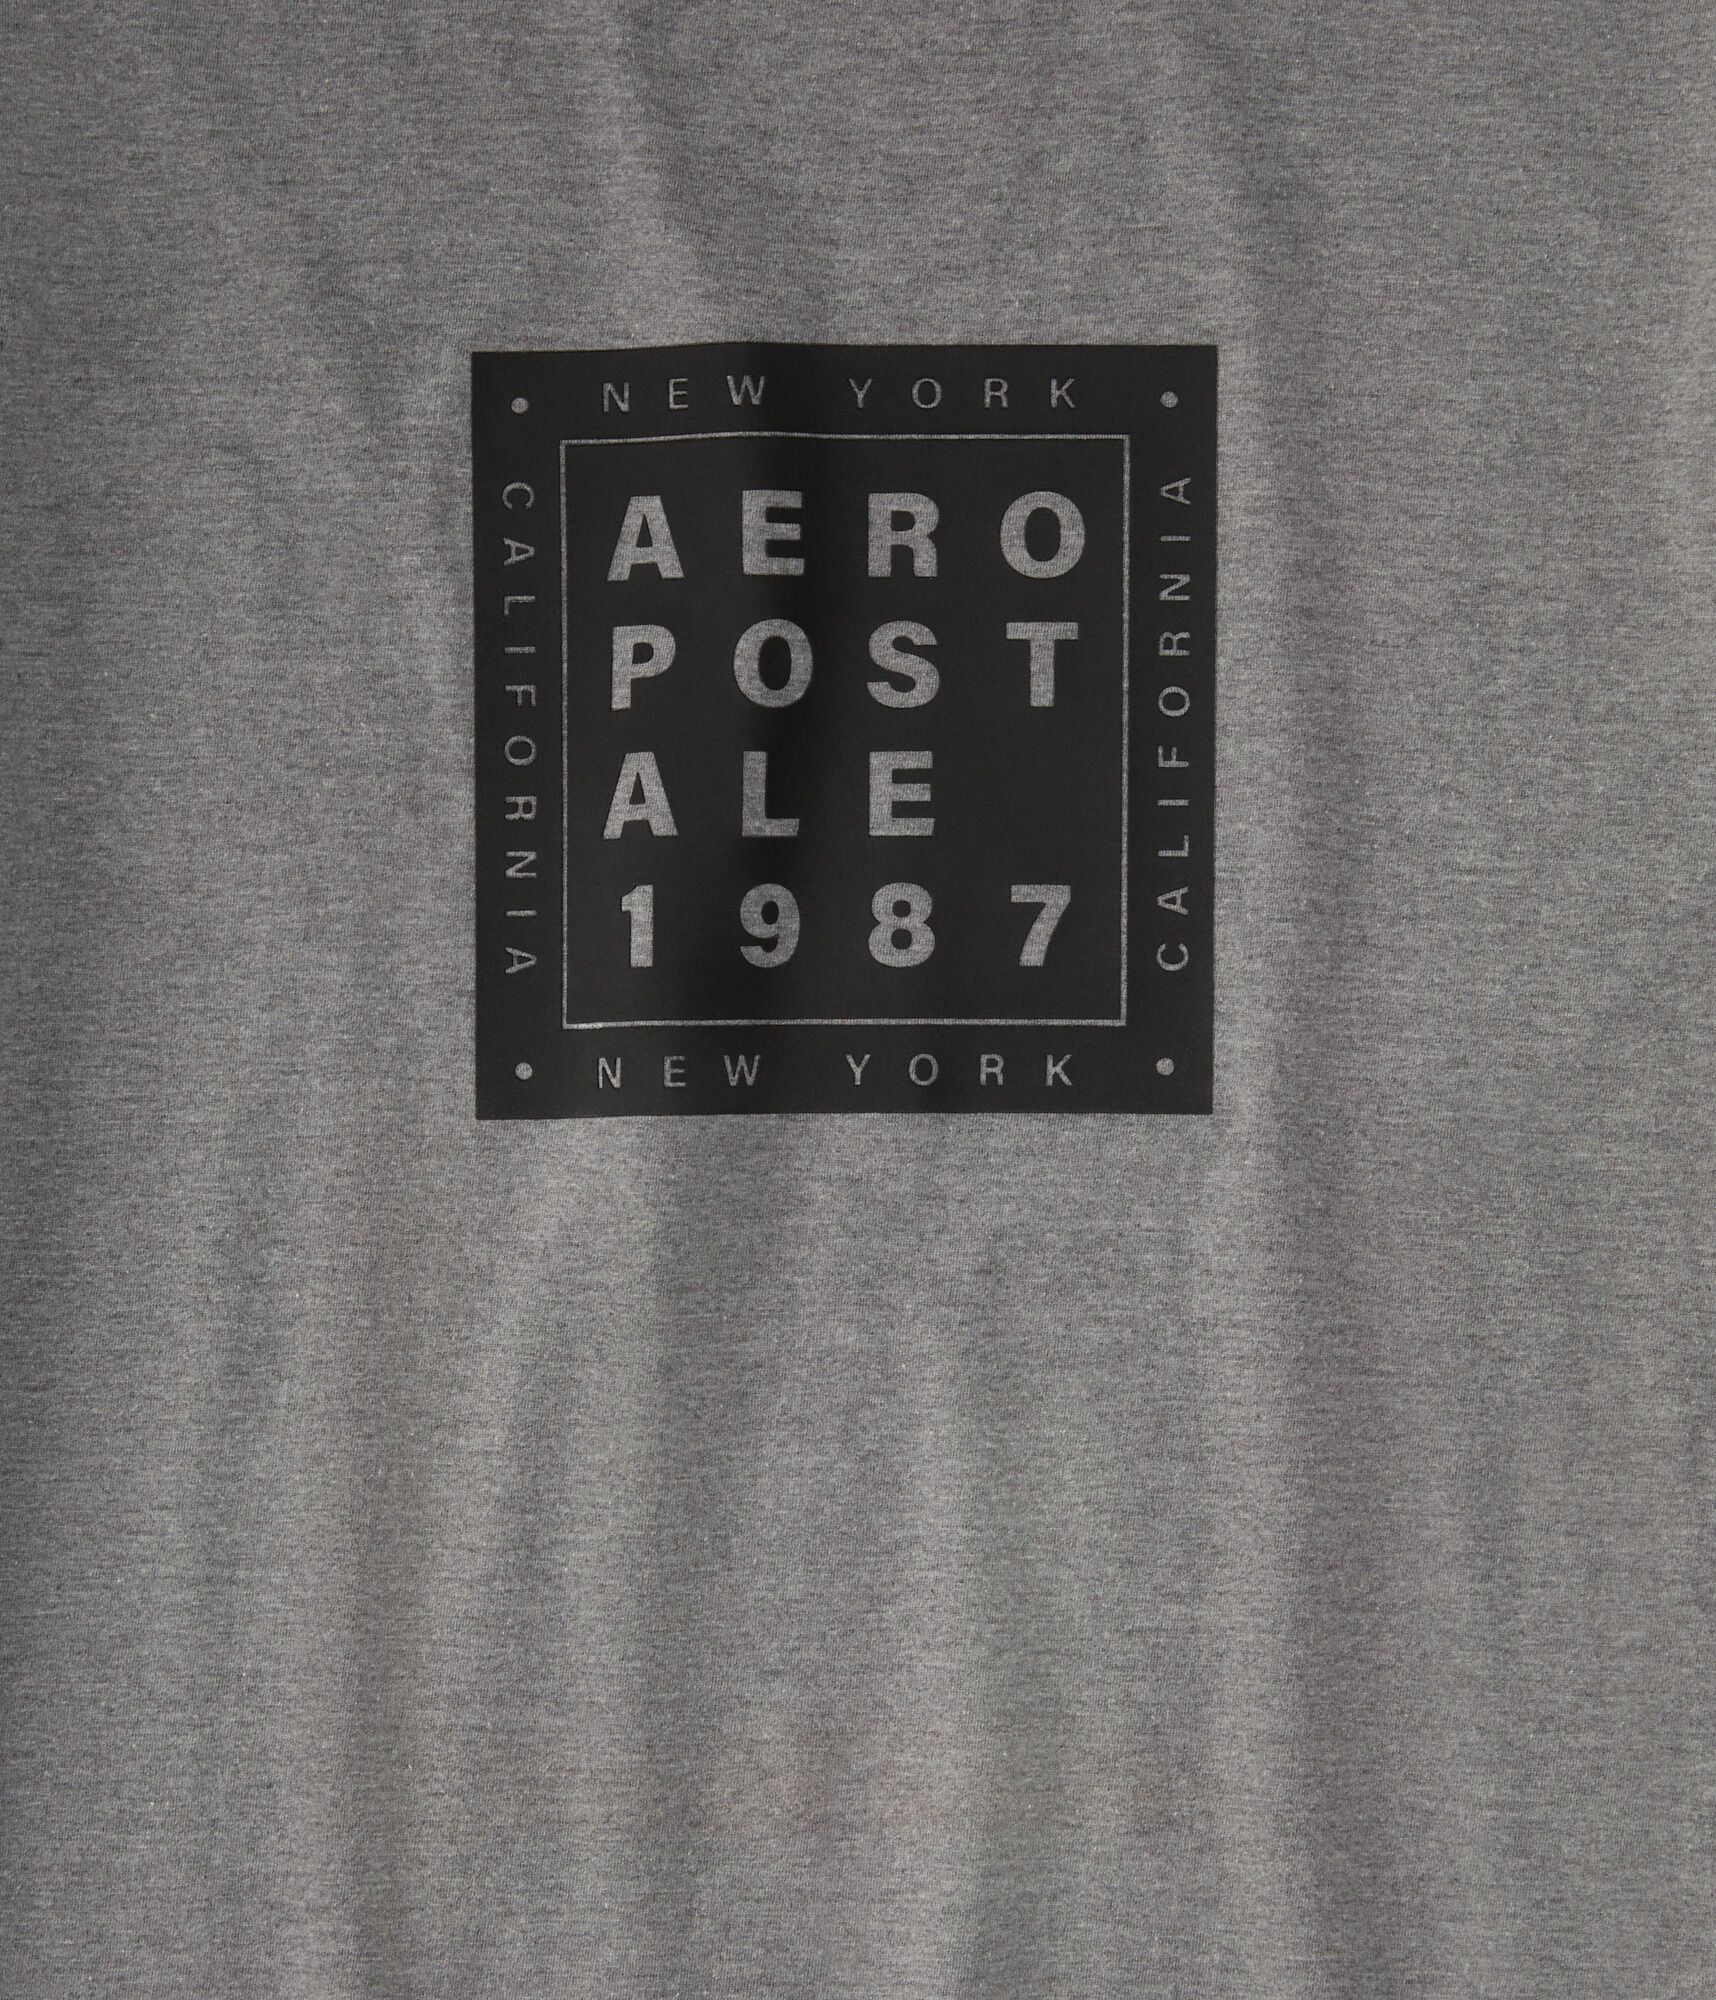 • NEW YORK •
CALIFORNIA
AERO
POST
ALE
1987
CALIFORNIA
• NEW YORK •